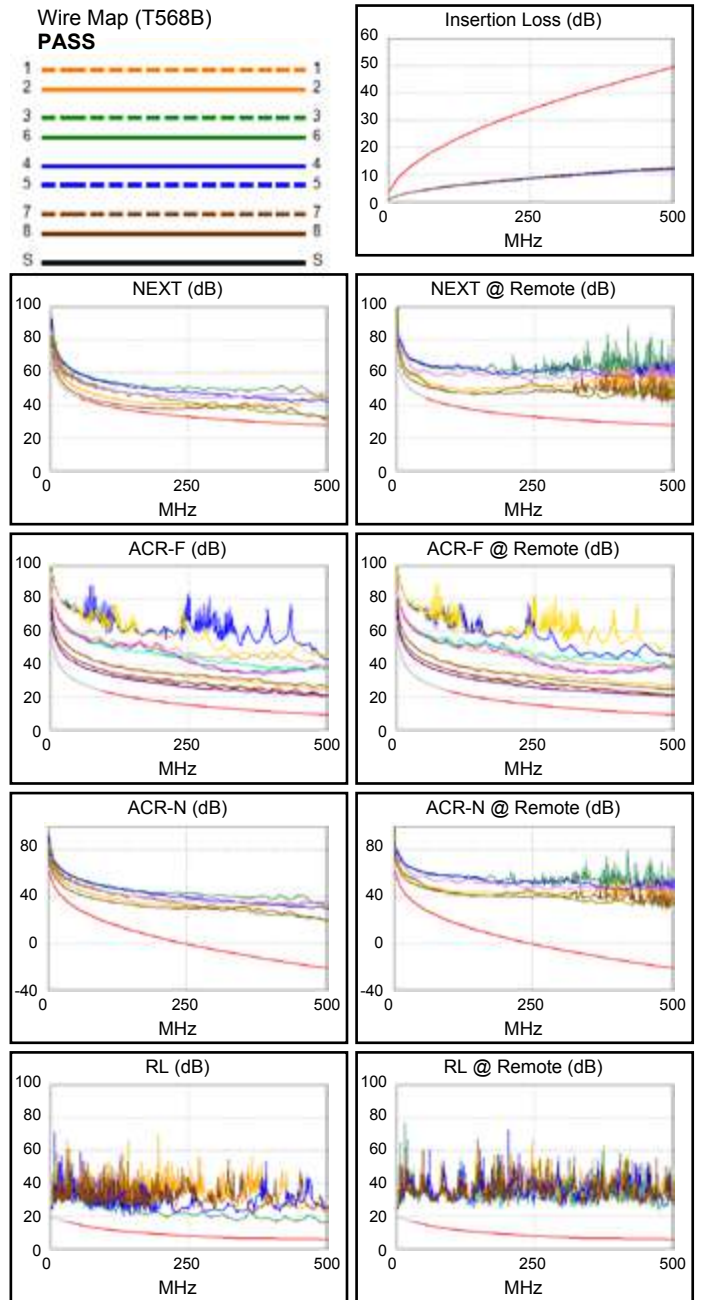 Wire Map (T568B)
PASS
1 1
2 2
3 3
6 6
4 4
5 5
7 7
8 8
S S
Insertion Loss (dB)
60
50
40
30
20
10
0
0 250 500
MHz
NEXT (dB)
100
80
60
40
20
0
0 250 500
MHz
NEXT @ Remote (dB)
100
80
60
40
20
0
0 250 500
MHz
ACR-F (dB)
100
80
60
40
20
0
0 250 500
MHz
ACR-F @ Remote (dB)
100
80
60
40
20
0
0 250 500
MHz
ACR-N (dB)
80
40
0
-40
0 250 500
MHz
ACR-N @ Remote (dB)
80
40
0
-40
0 250 500
MHz
RL (dB)
100
80
60
40
20
0
0 250 500
MHz
RL @ Remote (dB)
100
80
60
40
20
0
0 250 500
MHz